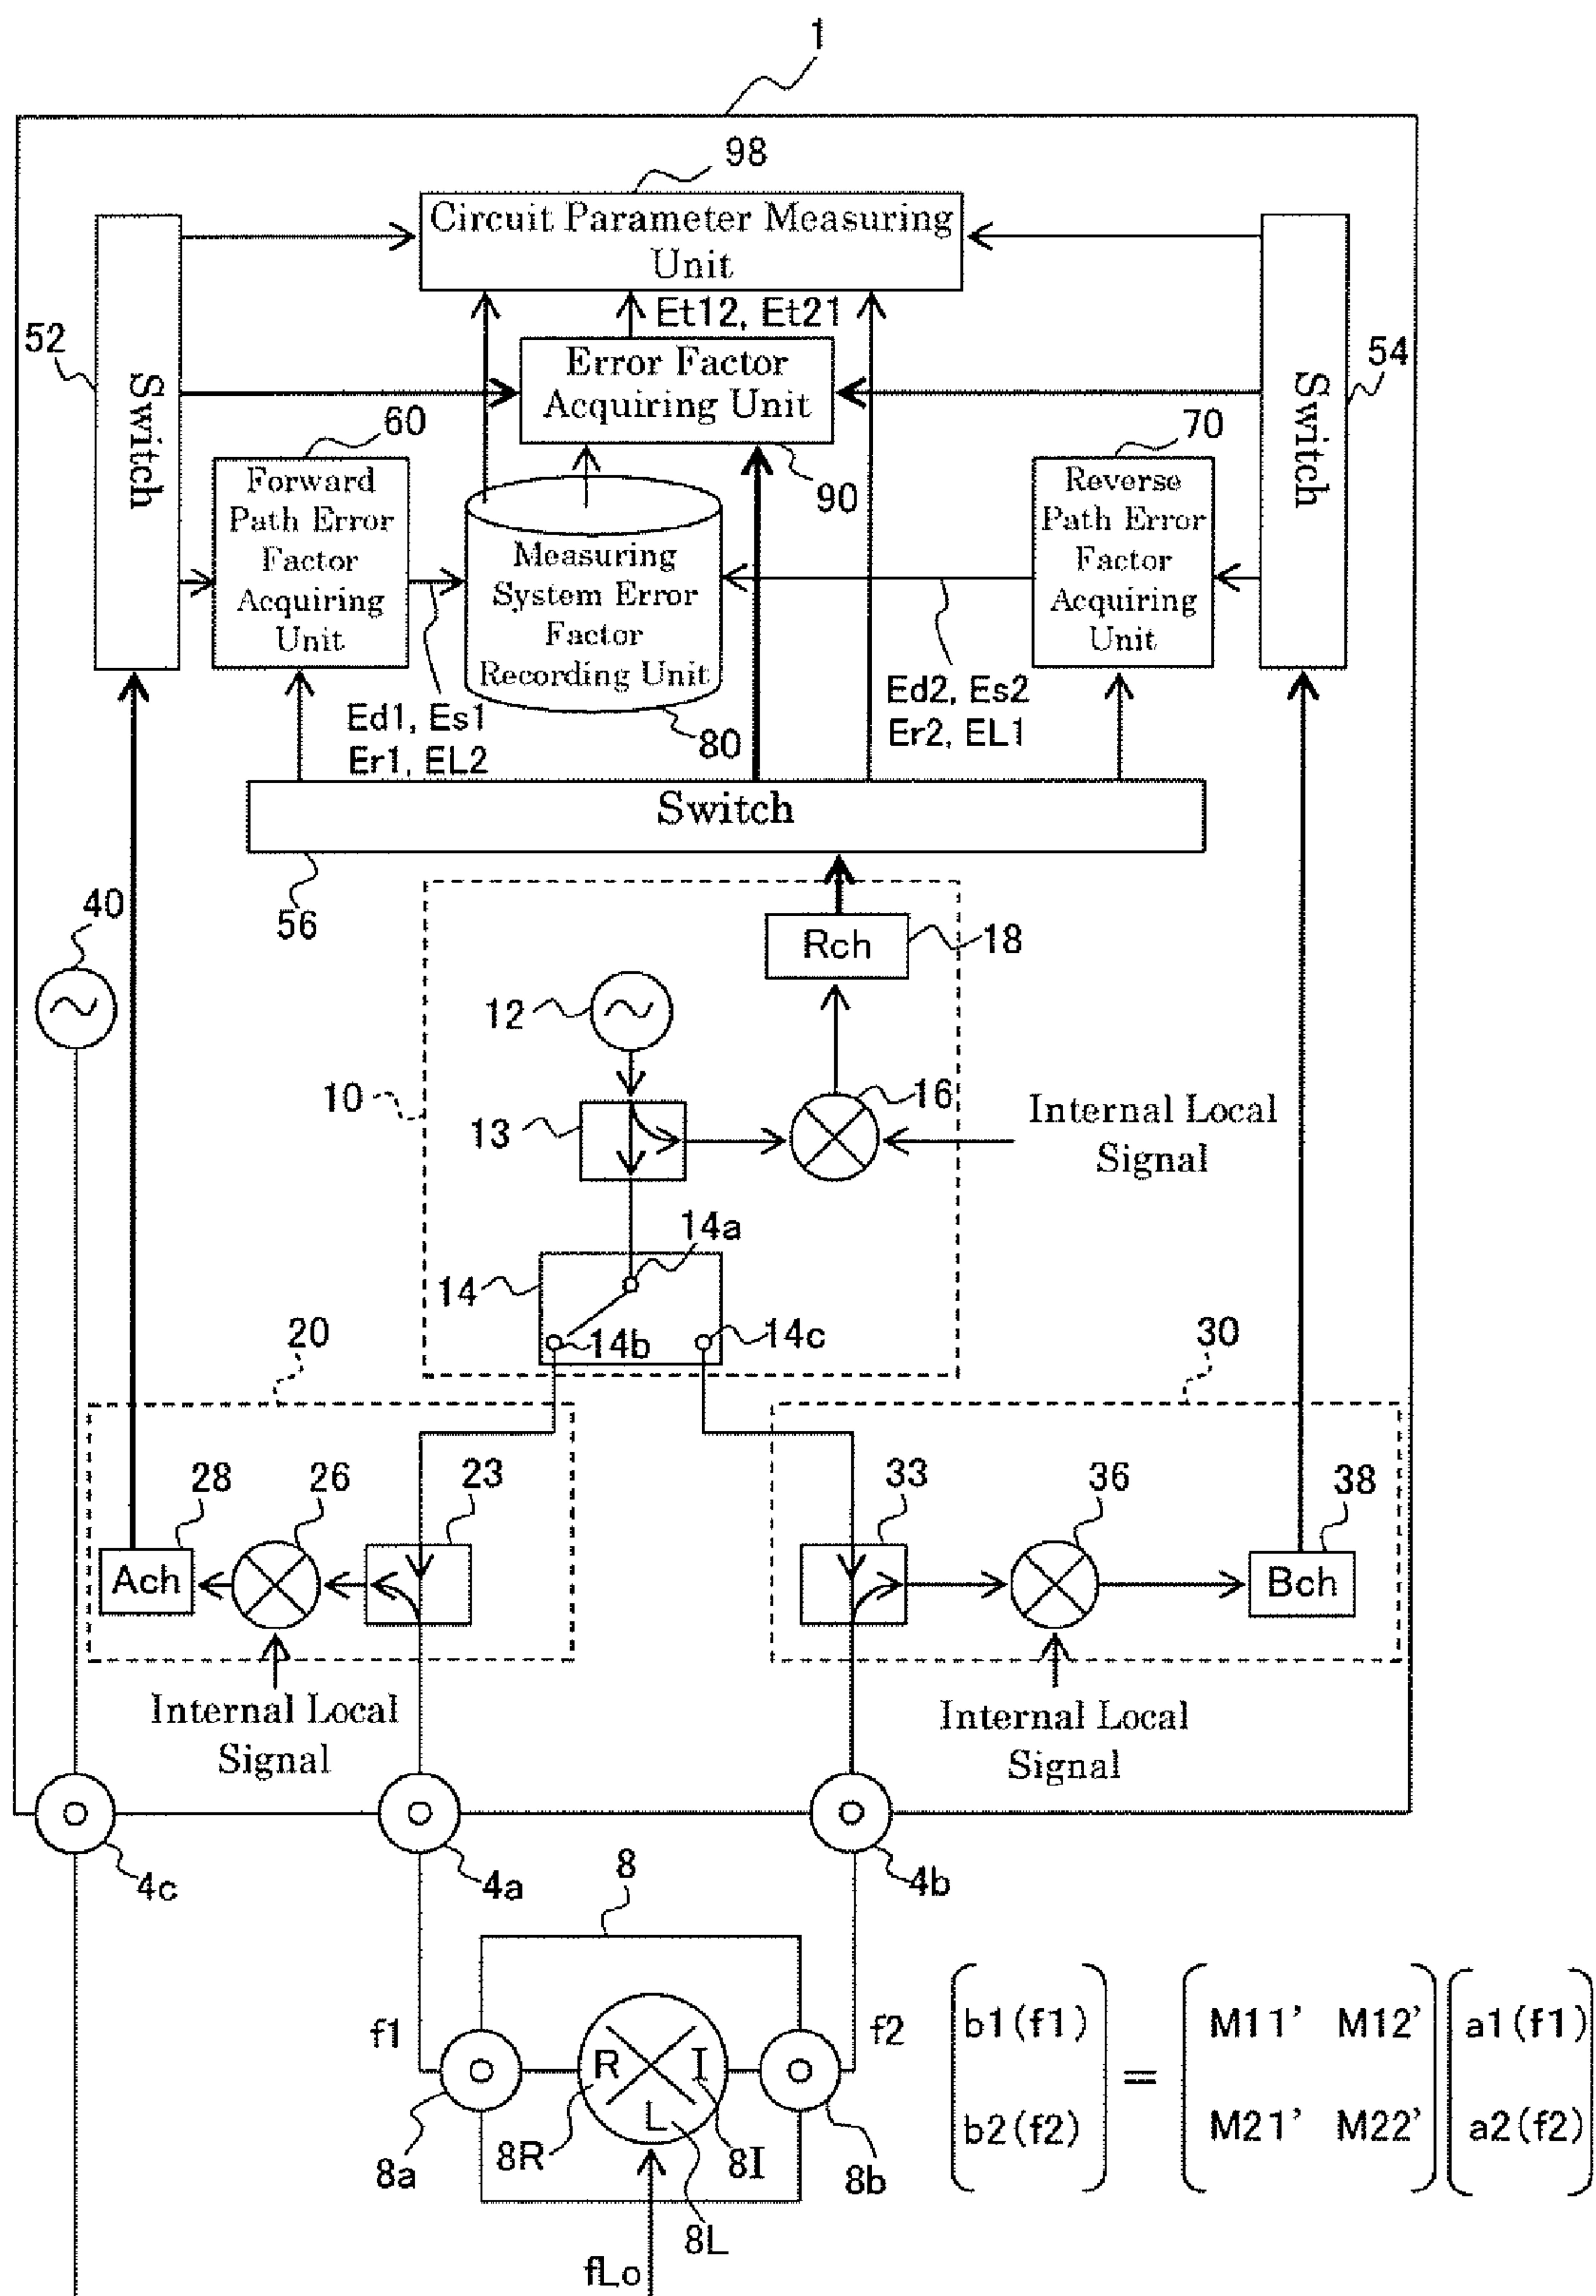 1
98
Circuit Parameter Measuring
Unit
Et12, Et21
52
Switch
Error Factor
Acquiring Unit
54
Switch
60
70
90
Forward
Path Error
Factor
Acquiring
Unit
Measuring
System Error
Factor
Recording Unit
Reverse
Path Error
Factor
Acquiring
Unit
Ed1, Es1
Er1, EL2
80
Ed2, Es2
Er2, EL1
Switch
56
40
Rch
18
12
10
13
16
Internal Local
Signal
14a
14
14b
14c
20
30
28
26
23
33
36
38
Ach
Bch
Internal Local
Signal
Internal Local
Signal
4c
4a
4b
8
f1
f2
R
I
L
8a
8R
8I
8b
8L
fLo
b1(f1)
b2(f2)
=
M11' M12'
M21' M22'
a1(f1)
a2(f2)